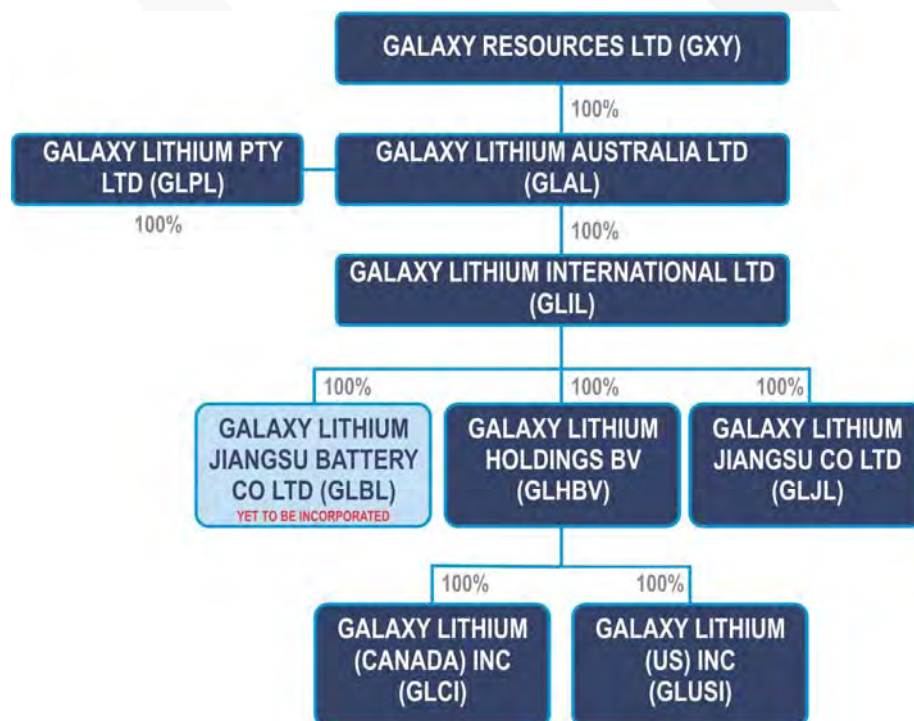 GALAXY RESOURCES LTD (GXY)
100%
GALAXY LITHIUM PTY
LTD (GLPL)
100%
GALAXY LITHIUM AUSTRALIA LTD
(GLAL)
100%
GALAXY LITHIUM INTERNATIONAL LTD
(GLIL)
100%
100%
100%
GALAXY LITHIUM
JIANGSU BATTERY
CO LTD (GLBL)
YET TO BE INCORPORATED
GALAXY LITHIUM
HOLDINGS BV
(GLHBV)
GALAXY LITHIUM
JIANGSU CO LTD
(GLJL)
100%
100%
GALAXY LITHIUM
(CANADA) INC
(GLCI)
GALAXY LITHIUM
(US) INC
(GLUSI)